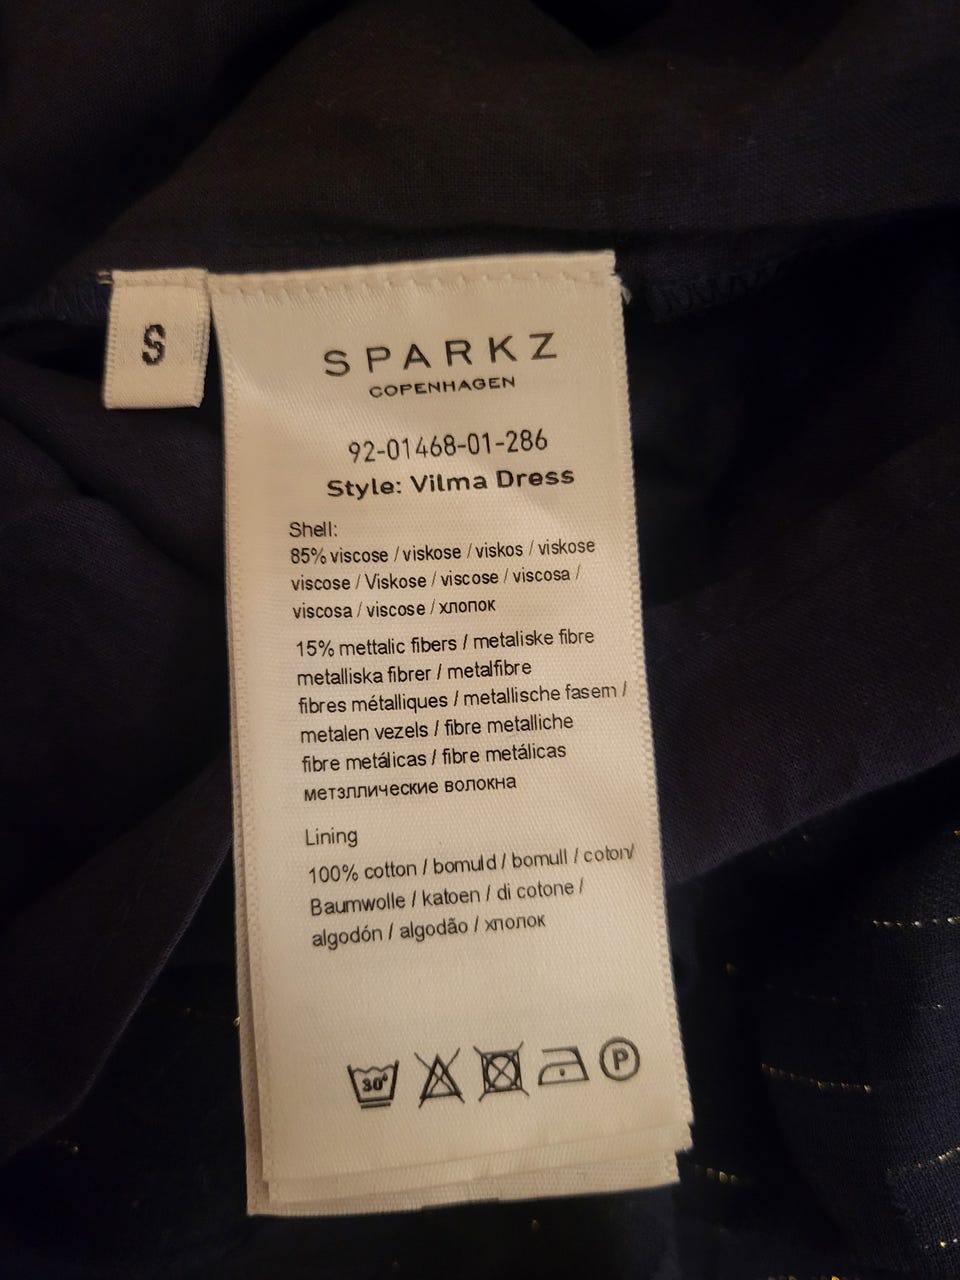 S
SPARKZ
COPENHAGEN
92-01468-01-286
Style: Vilma Dress
Shell:
85% viscose / viskose / viskos / viskose
viscose / Viskose / viscose / viscosa /
viscosa / viscose / хлопок
15% mettalic fibers / metaliske fibre
metalliska fibrer / metalfibre
fibres métalliques / metallische fasern /
metalen vezels / fibre metalliche
fibre metálicas / fibre metálicas
метзллические волокна
Lining
100% cotton / bomuld / bomull / coton/
Baumwolle / katoen / di cotone /
algodón / algodão / хлопок
30°
P